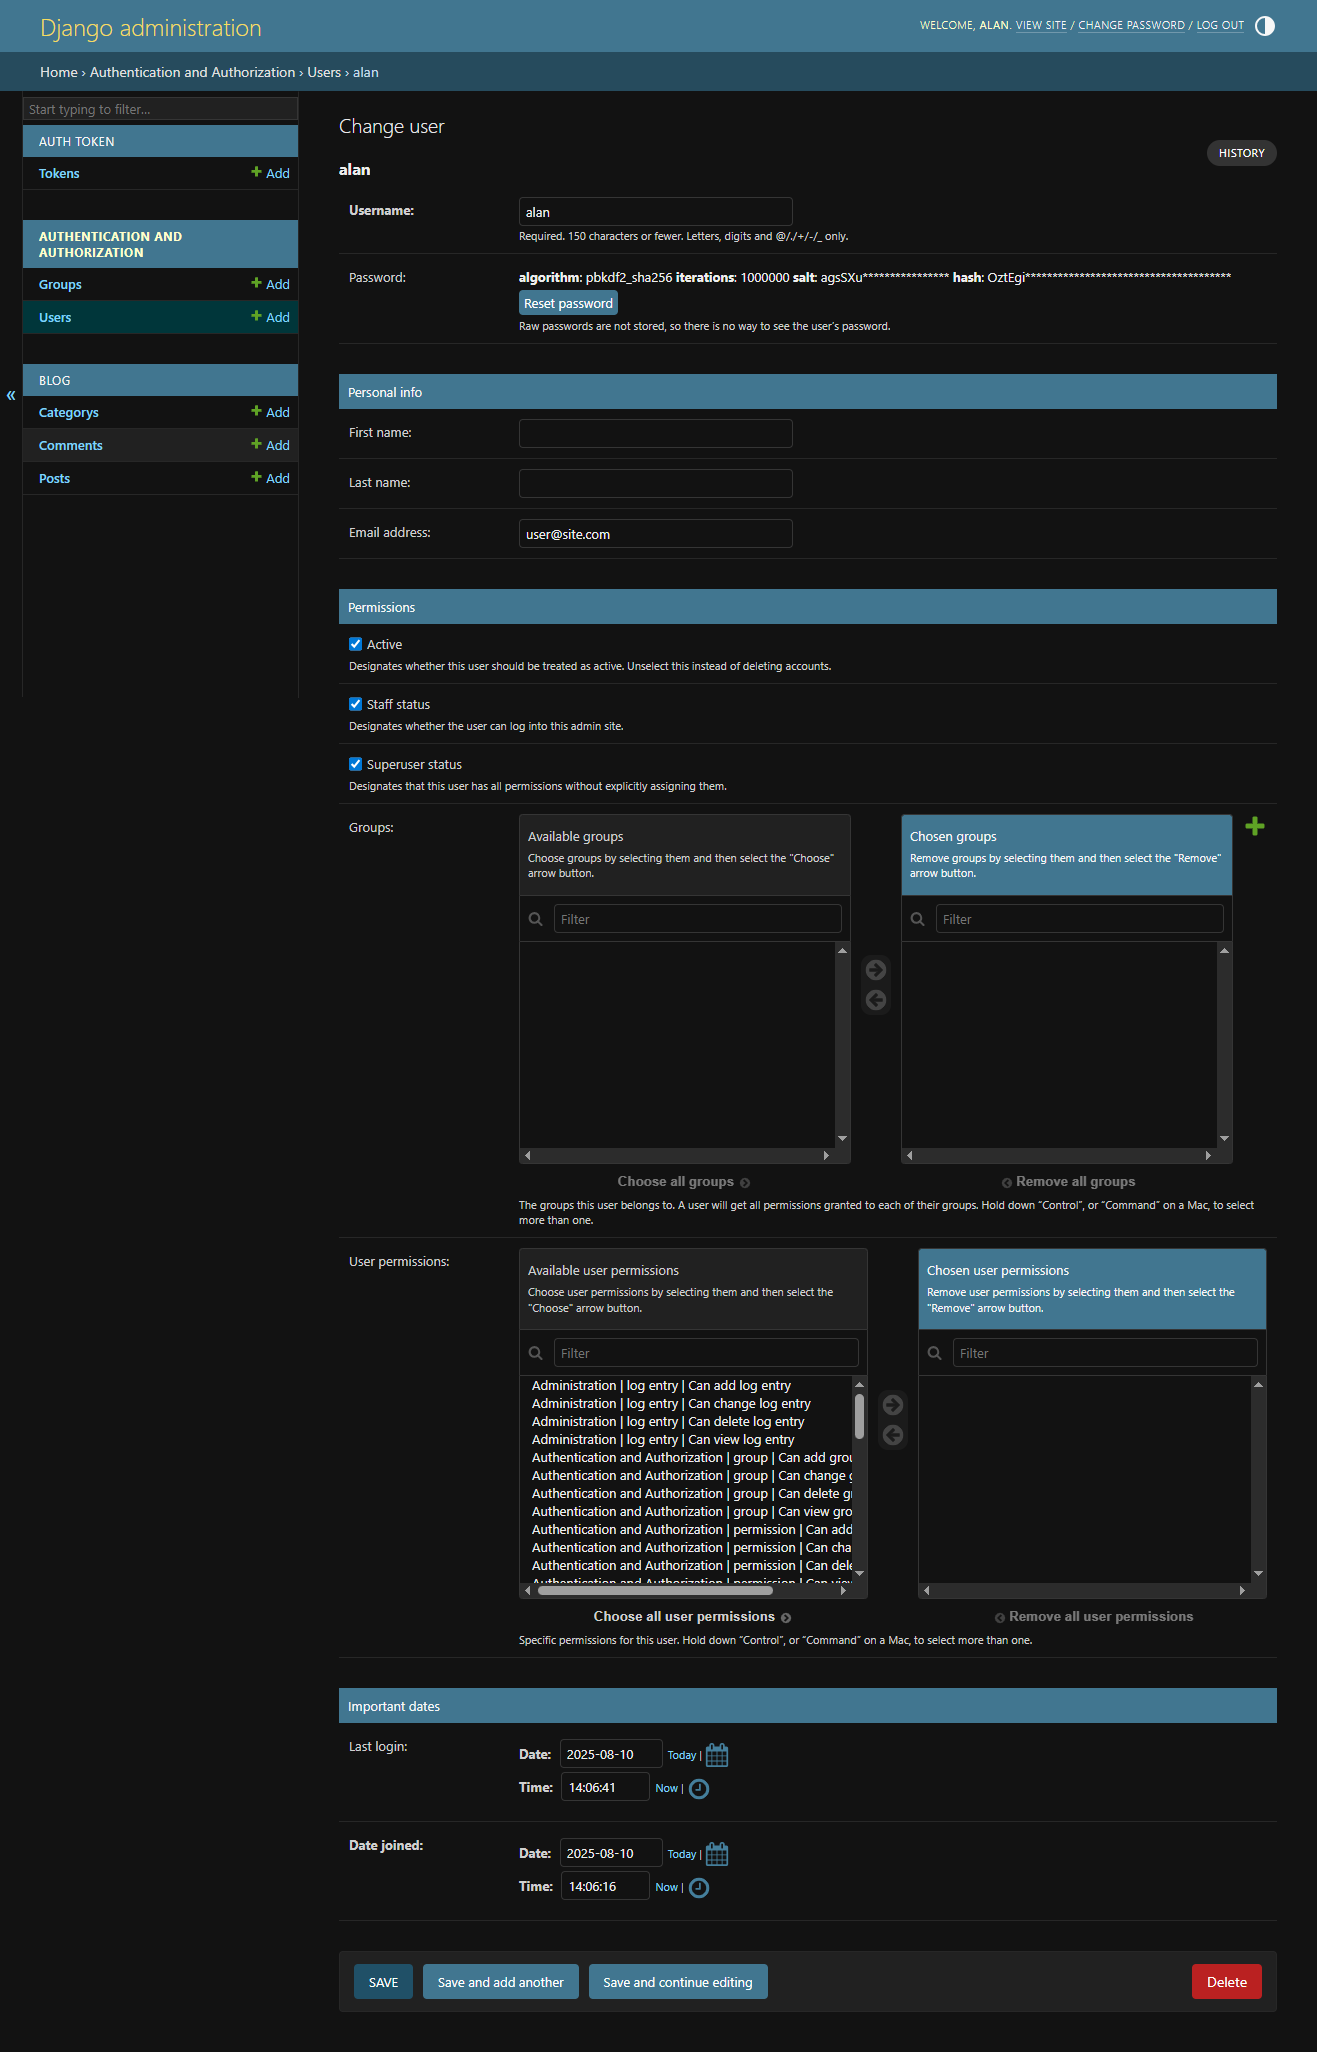 Django administration
WELCOME, ALAN. VIEW SITE / CHANGE PASSWORD / LOG OUT
Home › Authentication and Authorization › Users › alan
Start typing to filter...
AUTH TOKEN
Tokens
Add
AUTHENTICATION AND
AUTHORIZATION
Groups
Add
Users
Add
BLOG
«
Categorys
Add
Comments
Add
Posts
Add
Change user
HISTORY
alan
Username:
alan
Required. 150 characters or fewer. Letters, digits and @/./+/-/_ only.
Password:
algorithm: pbkdf2_sha256 iterations: 1000000 salt: agsSXu**************** hash: OztEgi**************************************
Reset password
Raw passwords are not stored, so there is no way to see the user’s password.
Personal info
First name:
Last name:
Email address:
user@site.com
Permissions
Active
Designates whether this user should be treated as active. Unselect this instead of deleting accounts.
Staff status
Designates whether the user can log into this admin site.
Superuser status
Designates that this user has all permissions without explicitly assigning them.
Groups:
Available groups
Choose groups by selecting them and then select the "Choose"
arrow button.
Filter
Chosen groups
Remove groups by selecting them and then select the "Remove"
arrow button.
Filter
Choose all groups
Remove all groups
The groups this user belongs to. A user will get all permissions granted to each of their groups. Hold down “Control”, or “Command” on a Mac, to select
more than one.
User permissions:
Available user permissions
Choose user permissions by selecting them and then select the
"Choose" arrow button.
Filter
Administration | log entry | Can add log entry
Administration | log entry | Can change log entry
Administration | log entry | Can delete log entry
Administration | log entry | Can view log entry
Authentication and Authorization | group | Can add grou
Authentication and Authorization | group | Can change g
Authentication and Authorization | group | Can delete g
Authentication and Authorization | group | Can view gro
Authentication and Authorization | permission | Can add
Authentication and Authorization | permission | Can cha
Authentication and Authorization | permission | Can dele
Authentication and Authorization | permission | Can view
Chosen user permissions
Remove user permissions by selecting them and then select the
"Remove" arrow button.
Filter
Choose all user permissions
Remove all user permissions
Specific permissions for this user. Hold down “Control”, or “Command” on a Mac, to select more than one.
Important dates
Last login:
Date: 2025-08-10 Today |
Time: 14:06:41 Now |
Date joined:
Date: 2025-08-10 Today |
Time: 14:06:16 Now |
SAVE
Save and add another
Save and continue editing
Delete